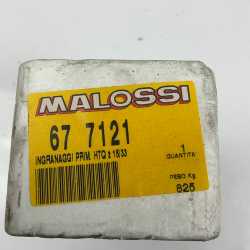 MALOSSI
67 7121
1
QUANTITA
INGRANAGGI PRIM. HTQ z 15/33
PESO Kg.
825